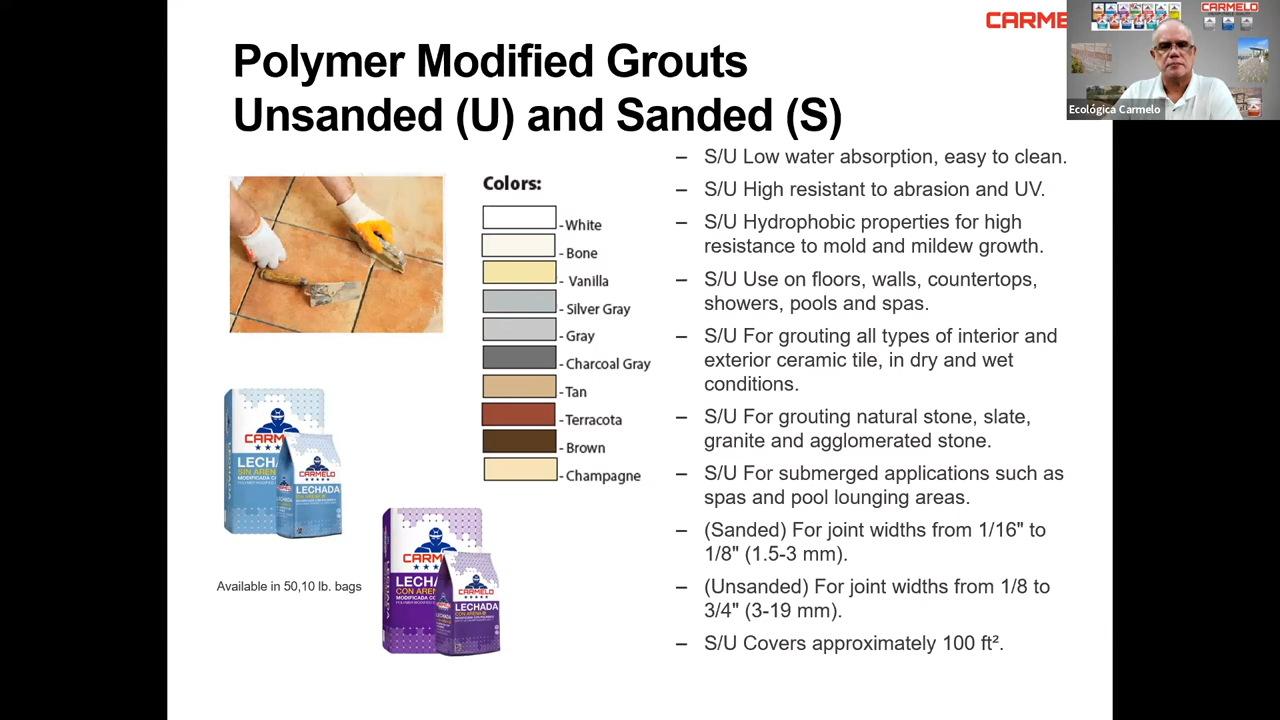 CARME
CARMELO
Ecológica Carmelo
Polymer Modified Grouts
Unsanded (U) and Sanded (S)
Colors:
- White
- Bone
- Vanilla
- Silver Gray
- Gray
- Charcoal Gray
- Tan
- Terracota
- Brown
- Champagne
– S/U Low water absorption, easy to clean.
– S/U High resistant to abrasion and UV.
– S/U Hydrophobic properties for high
resistance to mold and mildew growth.
– S/U Use on floors, walls, countertops,
showers, pools and spas.
– S/U For grouting all types of interior and
exterior ceramic tile, in dry and wet
conditions.
– S/U For grouting natural stone, slate,
granite and agglomerated stone.
– S/U For submerged applications such as
spas and pool lounging areas.
– (Sanded) For joint widths from 1/16" to
1/8" (1.5-3 mm).
– (Unsanded) For joint widths from 1/8 to
3/4" (3-19 mm).
– S/U Covers approximately 100 ft².
CARM
LECH
SIN AREN
MODIFICADA CO
CARMELO
LECHADA
Available in 50,10 lb. bags
CARM
LECH
CON AREN
MODIFICADA CO
CARMELO
LECHADA
CON ARENA